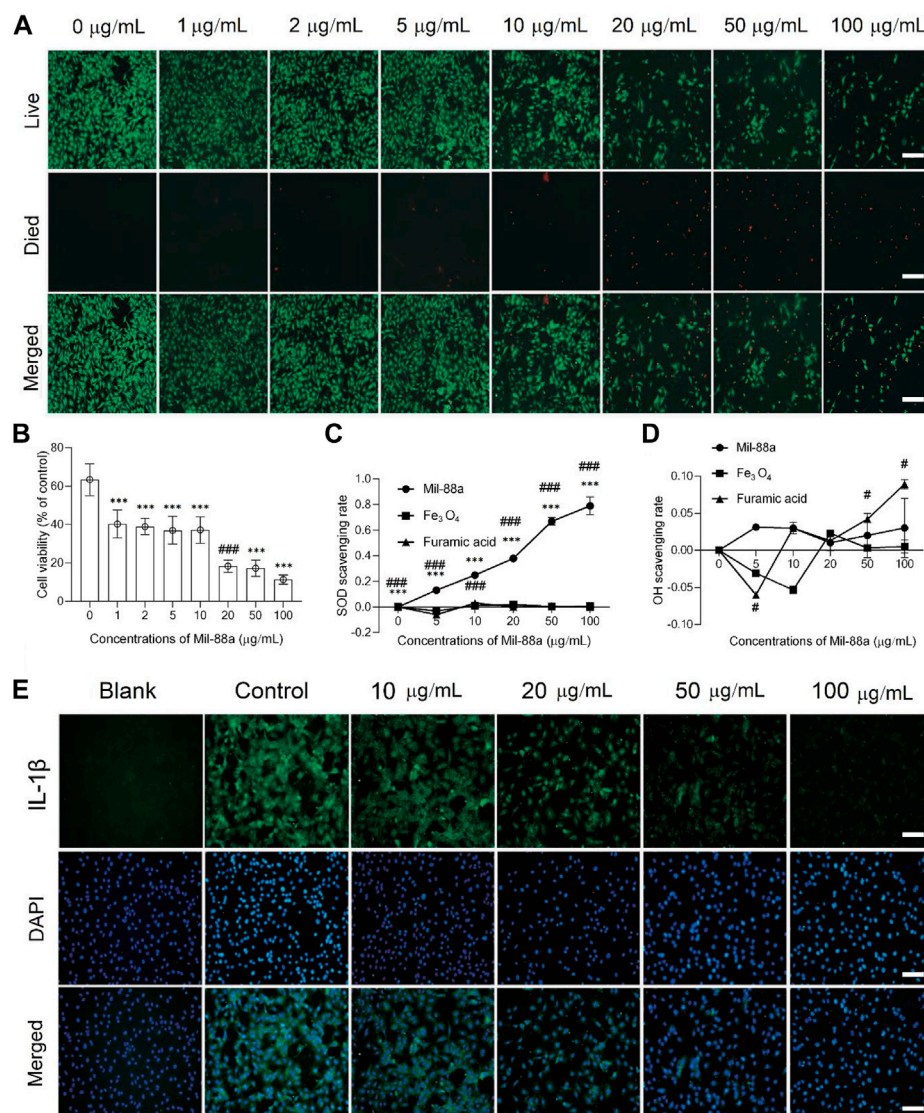 A
0 μg/mL 1 μg/mL 2 μg/mL 5 μg/mL 10 μg/mL 20 μg/mL 50 μg/mL 100 μg/mL
Live
Died
Merged
B
Cell viability (% of control)
80
60
40
20
0
***
***
***
***
###
***
***
0 1 2 5 10 20 50 100
Concentrations of Mil-88a (μg/mL)
C
SOD scavenging rate
1.0
0.8
0.6
0.4
0.2
0.0
-0.2
Mil-88a
Fe3O4
Furamic acid
###
***
###
***
***
###
###
***
###
***
###
***
0 5 10 20 50 100
Concentrations of Mil-88a (μg/mL)
D
OH scavenging rate
0.10
0.05
0.00
-0.05
-0.10
Mil-88a
Fe3O4
Furamic acid
#
#
#
0 5 10 20 50 100
Concentrations of Mil-88a (μg/mL)
E
Blank Control 10 μg/mL 20 μg/mL 50 μg/mL 100 μg/mL
IL-1β
DAPI
Merged